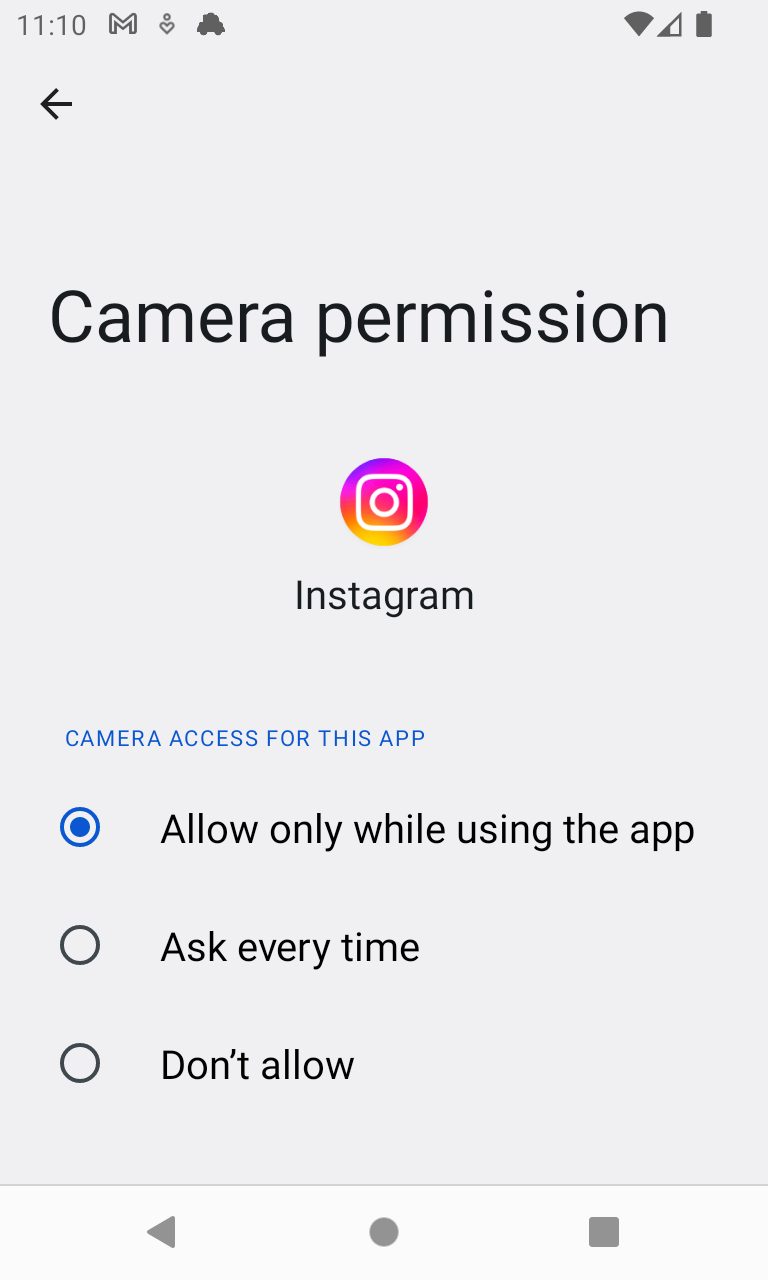 11:10
Camera permission
Instagram
CAMERA ACCESS FOR THIS APP
Allow only while using the app
Ask every time
Don’t allow